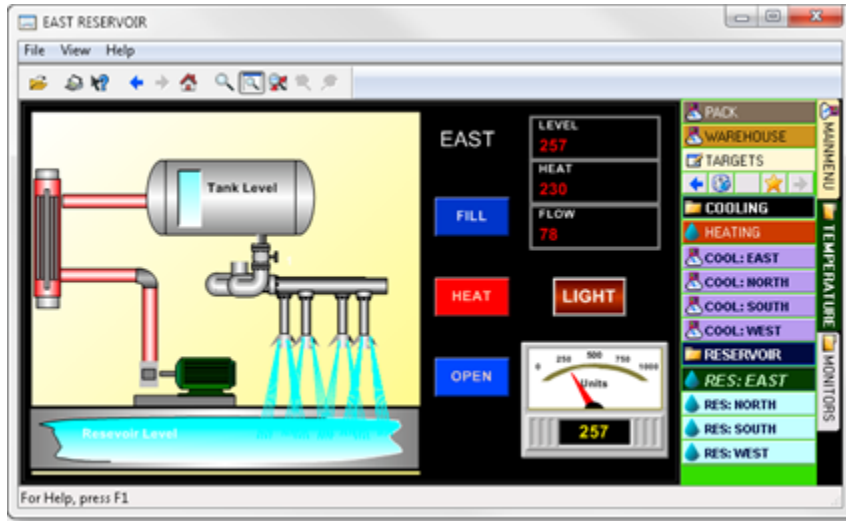 EAST RESERVOIR
File View Help
Tank Level
Resevoir Level
EAST
FILL
HEAT
OPEN
LEVEL
257
HEAT
230
FLOW
78
LIGHT
0 250 500 750 1000
Units
257
PACK
WAREHOUSE
TARGETS
COOLING
HEATING
COOL: EAST
COOL: NORTH
COOL: SOUTH
COOL: WEST
RESERVOIR
RES: EAST
RES: NORTH
RES: SOUTH
RES: WEST
MAINMENU
TEMPERATURE
MONITORS
For Help, press F1